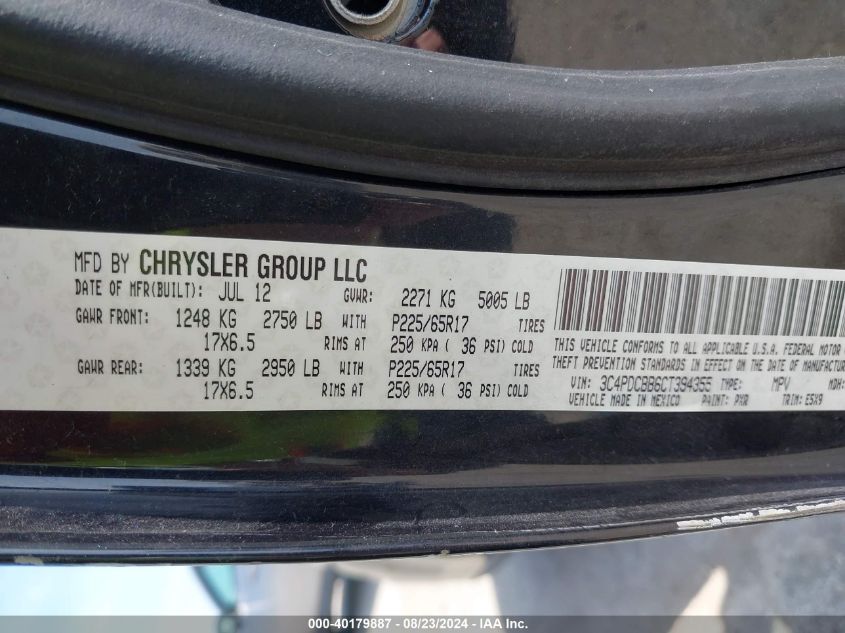 MFD BY CHRYSLER GROUP LLC
DATE OF MFR(BUILT): JUL 12 GVWR: 2271 KG 5005 LB
GAWR FRONT: 1248 KG 2750 LB WITH P225/65R17 TIRES
17X6.5 RIMS AT 250 KPA ( 36 PSI) COLD
GAWR REAR: 1339 KG 2950 LB WITH P225/65R17 TIRES
17X6.5 RIMS AT 250 KPA ( 36 PSI) COLD
THIS VEHICLE CONFORMS TO ALL APPLICABLE U.S.A. FEDERAL MOTOR
THEFT PREVENTION STANDARDS IN EFFECT ON THE DATE OF MANUFA
VIN: 3C4PDCBB6CT394355 TYPE: MPV MDH:
VEHICLE MADE IN MEXICO PAINT: PXR TRIM: E5X9
000-40179887 - 08/23/2024 - COPYRIGHT IAA, INC.